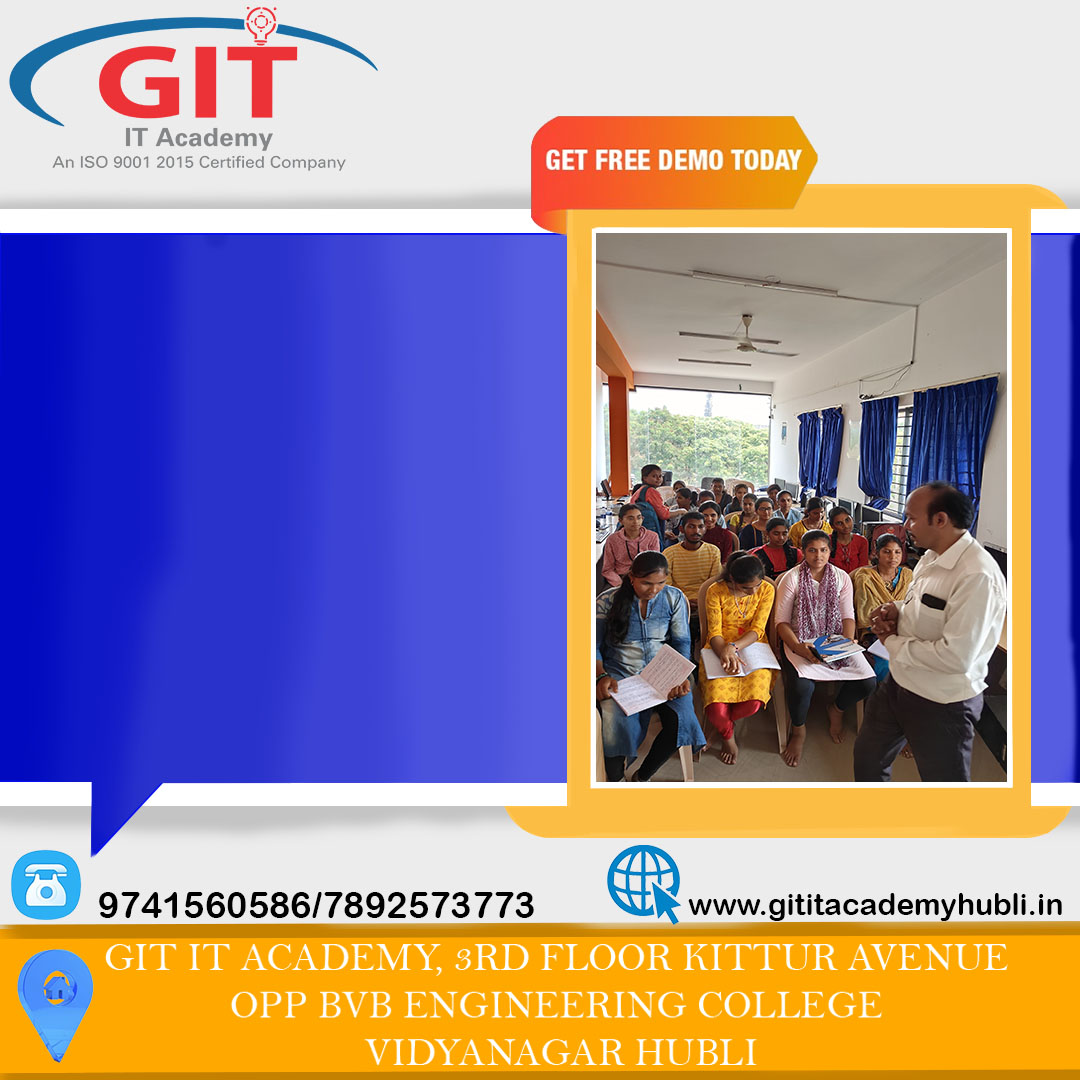 GIT
IT Academy
An ISO 9001 2015 Certified Company
GET FREE DEMO TODAY
9741560586/7892573773
www.gititacademyhubli.in
GIT IT ACADEMY, 3RD FLOOR KITTUR AVENUE
OPP BVB ENGINEERING COLLEGE
VIDYANAGAR HUBLI